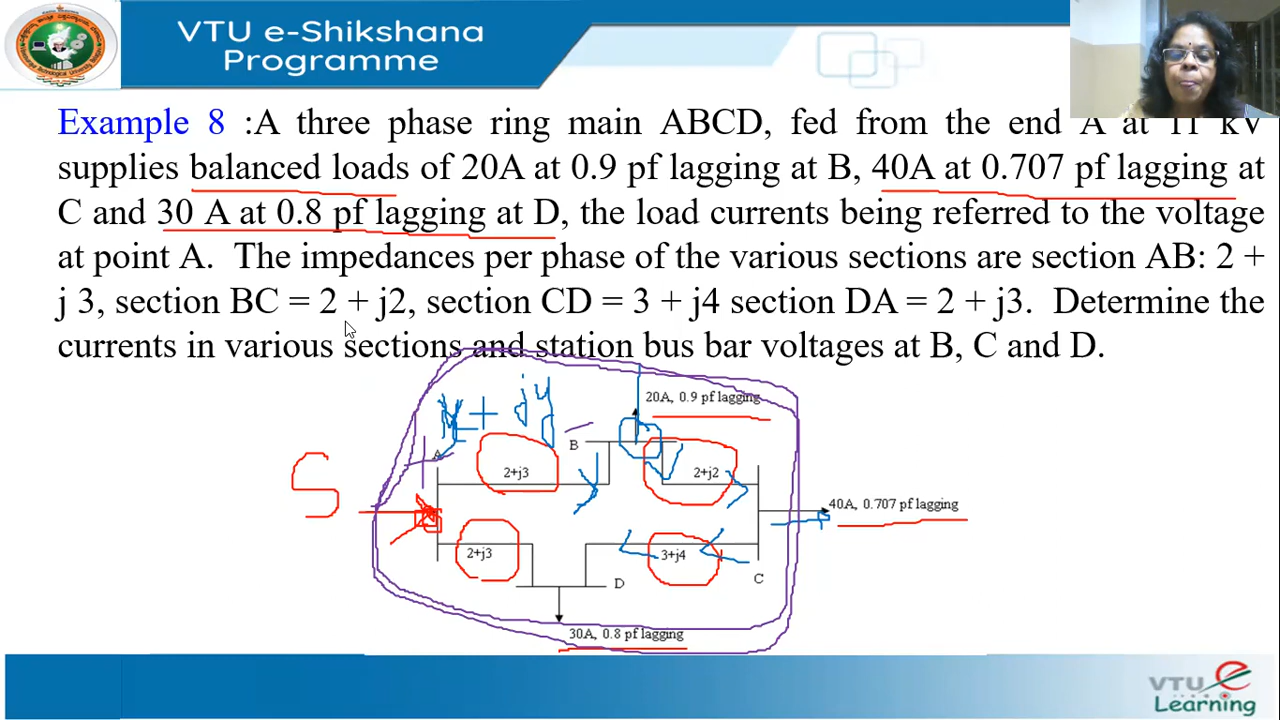 VTU e-Shikshana
Programme
Example 8 :A three phase ring main ABCD, fed from the end A at 11 kV
supplies balanced loads of 20A at 0.9 pf lagging at B, 40A at 0.707 pf lagging at
C and 30 A at 0.8 pf lagging at D, the load currents being referred to the voltage
at point A. The impedances per phase of the various sections are section AB: 2 +
j 3, section BC = 2 + j2, section CD = 3 + j4 section DA = 2 + j3. Determine the
currents in various sections and station bus bar voltages at B, C and D.
20A, 0.9 pf lagging
x + jy
A
B
2+j3
2+j2
S
40A, 0.707 pf lagging
2+j3
3+j4
D
C
30A, 0.8 pf lagging
VTU e
Learning